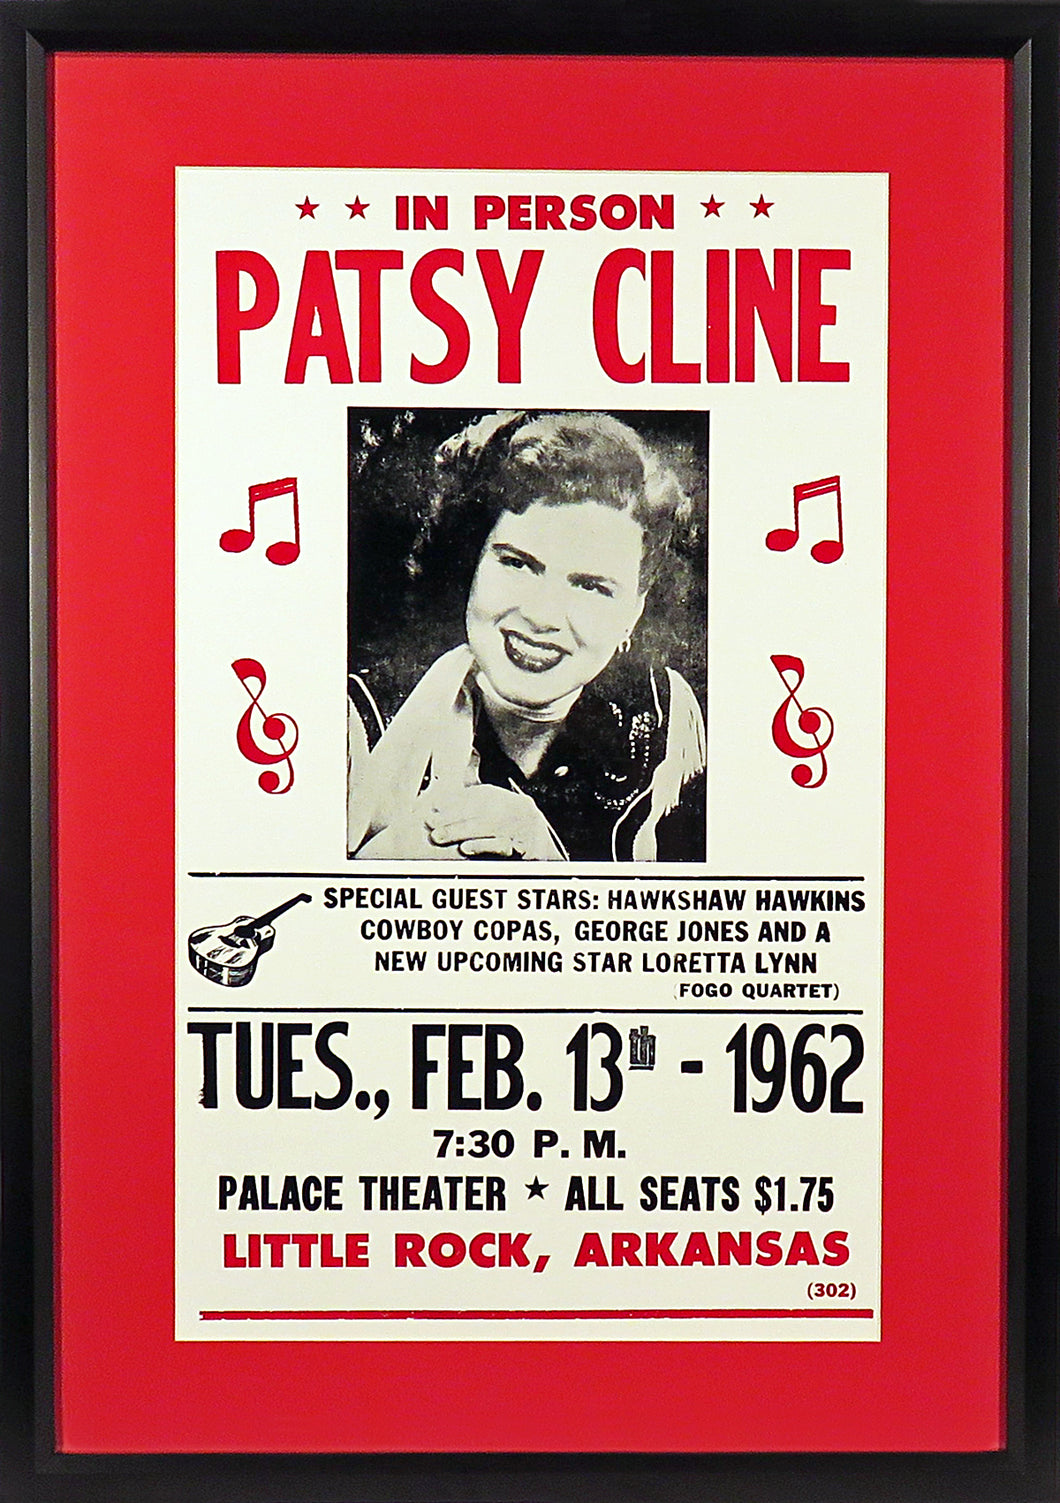 ★ ★ IN PERSON ★ ★
PATSY CLINE
SPECIAL GUEST STARS: HAWKSHAW HAWKINS
COWBOY COPAS, GEORGE JONES AND A
NEW UPCOMING STAR LORETTA LYNN
(FOGO QUARTET)
TUES., FEB. 13th - 1962
7:30 P. M.
PALACE THEATER ★ ALL SEATS $1.75
LITTLE ROCK, ARKANSAS
(302)